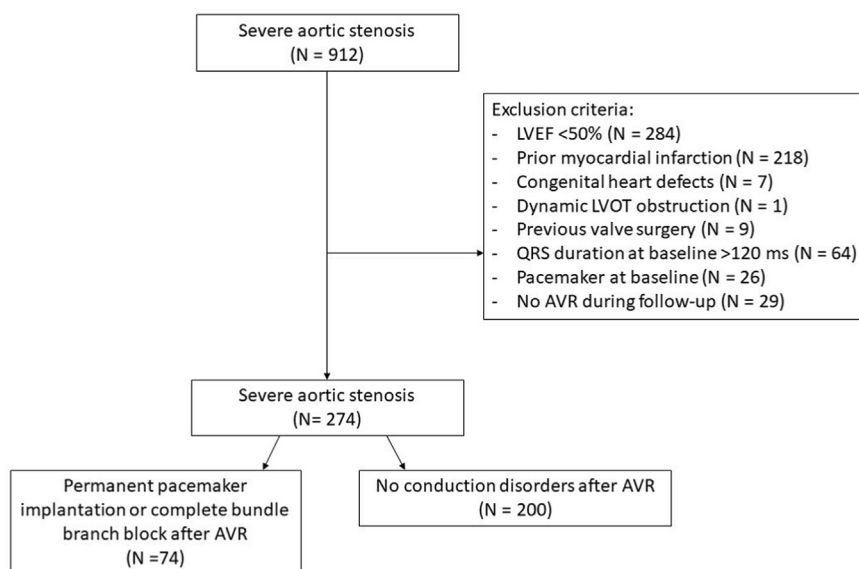 Severe aortic stenosis
(N = 912)
Exclusion criteria:
- LVEF <50% (N = 284)
- Prior myocardial infarction (N = 218)
- Congenital heart defects (N = 7)
- Dynamic LVOT obstruction (N = 1)
- Previous valve surgery (N = 9)
- QRS duration at baseline >120 ms (N = 64)
- Pacemaker at baseline (N = 26)
- No AVR during follow-up (N = 29)
Severe aortic stenosis
(N= 274)
Permanent pacemaker
implantation or complete bundle
branch block after AVR
(N =74)
No conduction disorders after AVR
(N = 200)